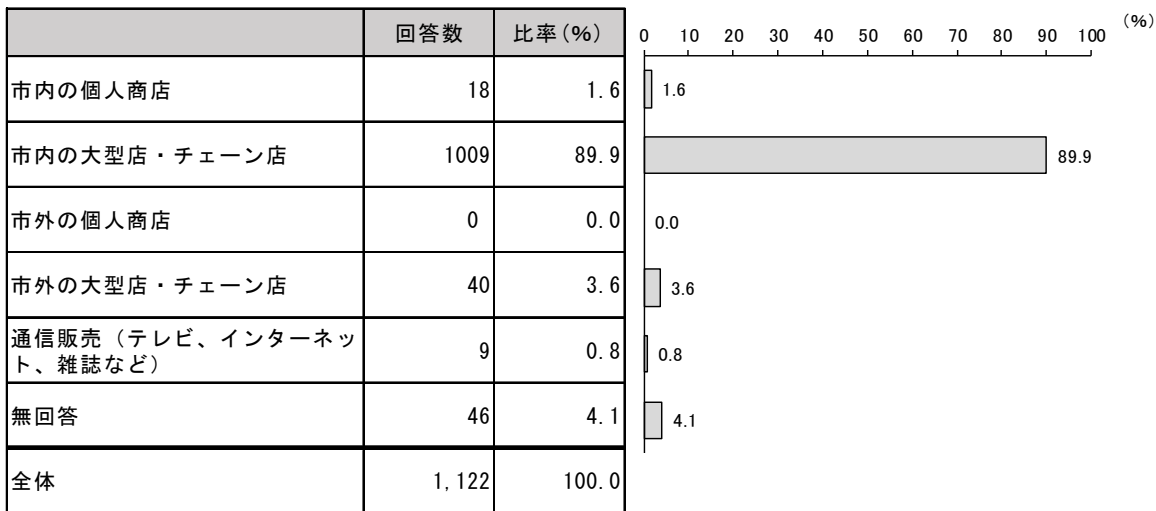 回答数 比率(%)
市内の個人商店 18 1.6
市内の大型店・チェーン店 1009 89.9
市外の個人商店 0 0.0
市外の大型店・チェーン店 40 3.6
通信販売（テレビ、インターネッ
ト、雑誌など） 9 0.8
無回答 46 4.1
全体 1,122 100.0
(%)
0 10 20 30 40 50 60 70 80 90 100
1.6
89.9
0.0
3.6
0.8
4.1